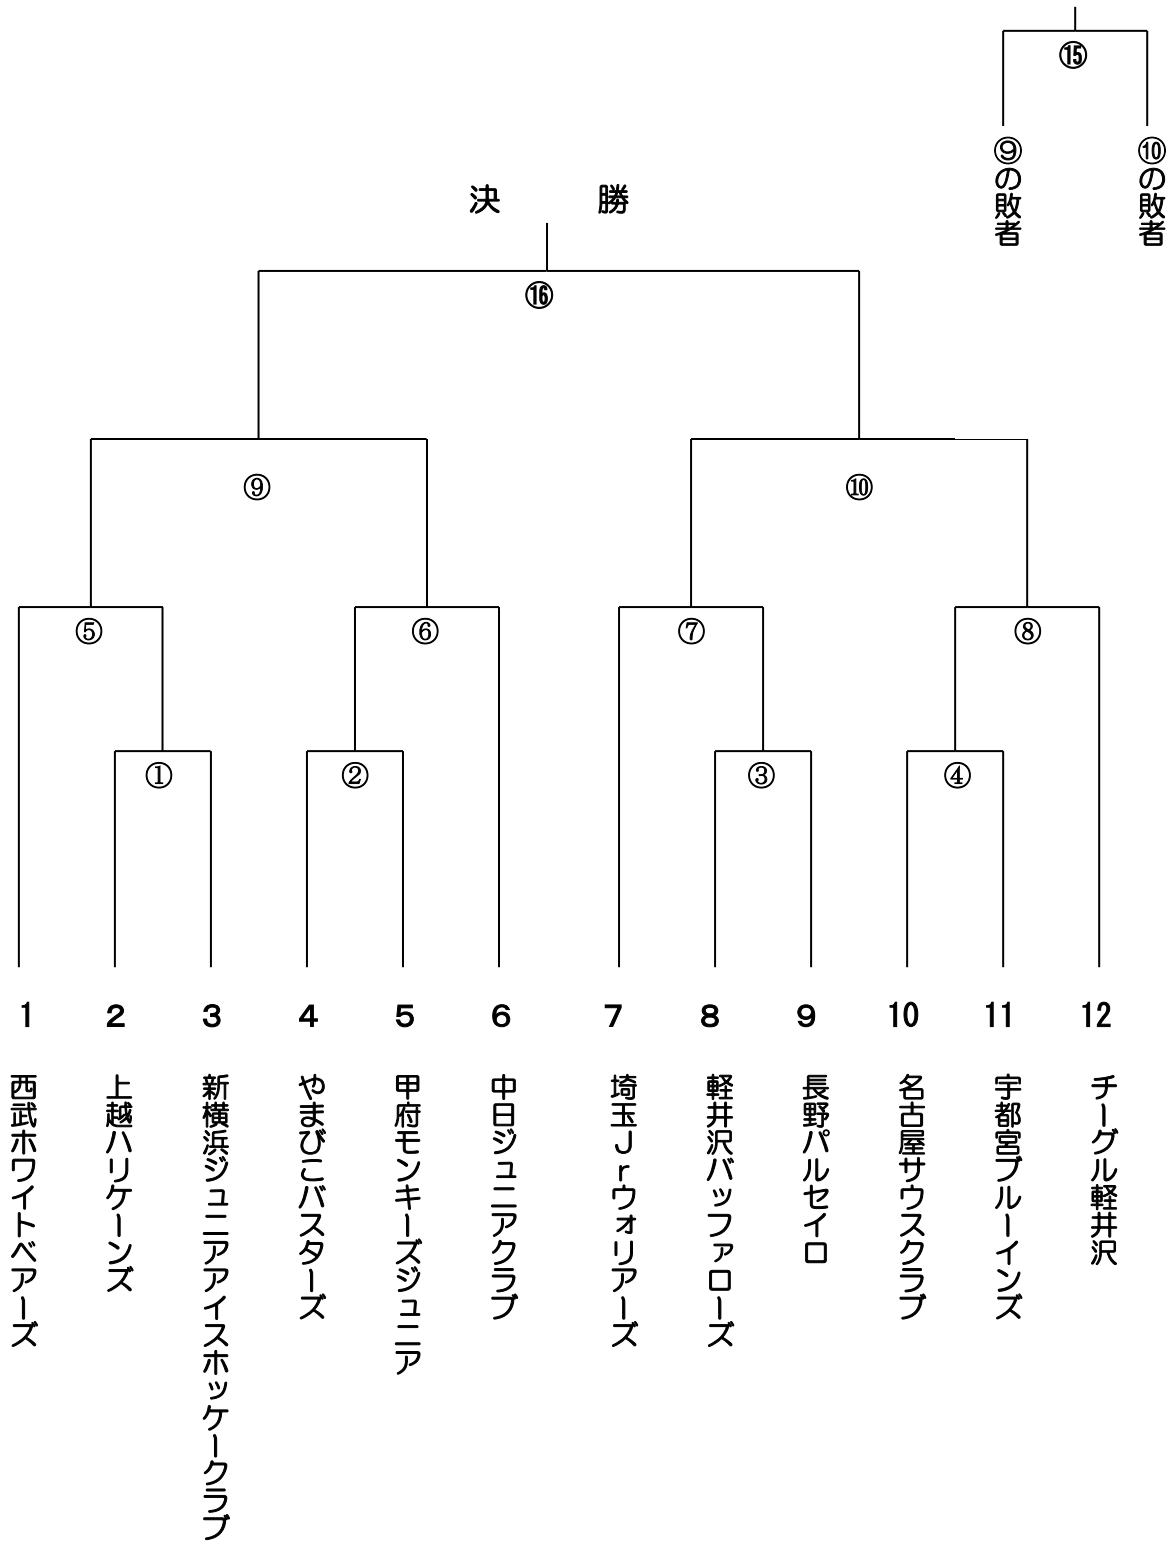 ⑮
⑨の敗者
⑩の敗者
決　勝
⑯
⑨
⑩
⑤
⑥
⑦
⑧
①
②
③
④
1
2
3
4
5
6
7
8
9
10
11
12
西武ホワイトベアーズ
上越ハリケーンズ
新横浜ジュニアアイスホッケークラブ
やまびこバスターズ
甲府モンキーズジュニア
中日ジュニアクラブ
埼玉Ｊｒウォリアーズ
軽井沢バッファローズ
長野パルセイロ
名古屋サウスクラブ
宇都宮ブルーインズ
チーグル軽井沢